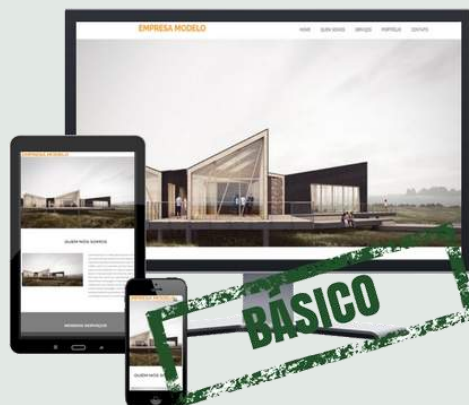 EMPRESA MODELO
HOME QUEM SOMOS SERVIÇOS PORTFÓLIO CONTATO
EMPRESA MODELO
QUEM NÓS SOMOS
NOSSOS SERVIÇOS
EMPRESA MODELO
QUEM NÓS SOMOS
BÁSICO